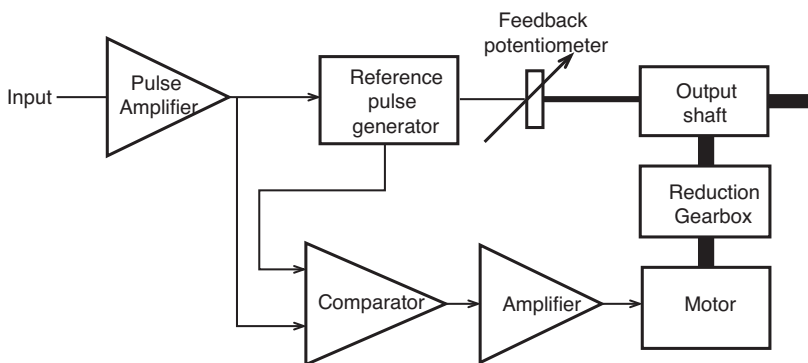 Feedback
potentiometer
Input
Pulse
Amplifier
Reference
pulse
generator
Output
shaft
Reduction
Gearbox
Comparator
Amplifier
Motor